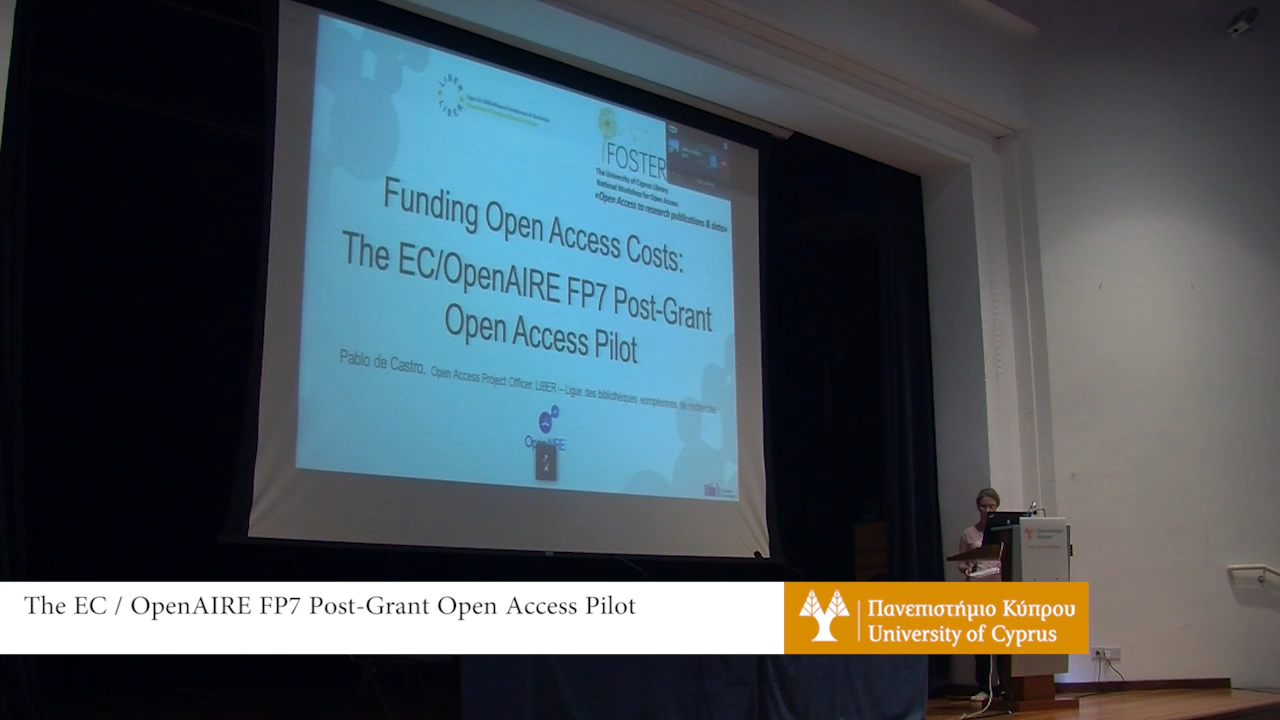 LIBER
LIBER
FOSTER
The University of Cyprus Library
National Workshop for Open Access
«Open Access to research publications & data»
Funding Open Access Costs:
The EC/OpenAIRE FP7 Post-Grant
Open Access Pilot
Pablo de Castro, Open Access Project Officer, LIBER – Ligue des bibliothèques européennes de recherche
OpenAIRE
The EC / OpenAIRE FP7 Post-Grant Open Access Pilot
Πανεπιστήμιο Κύπρου
University of Cyprus